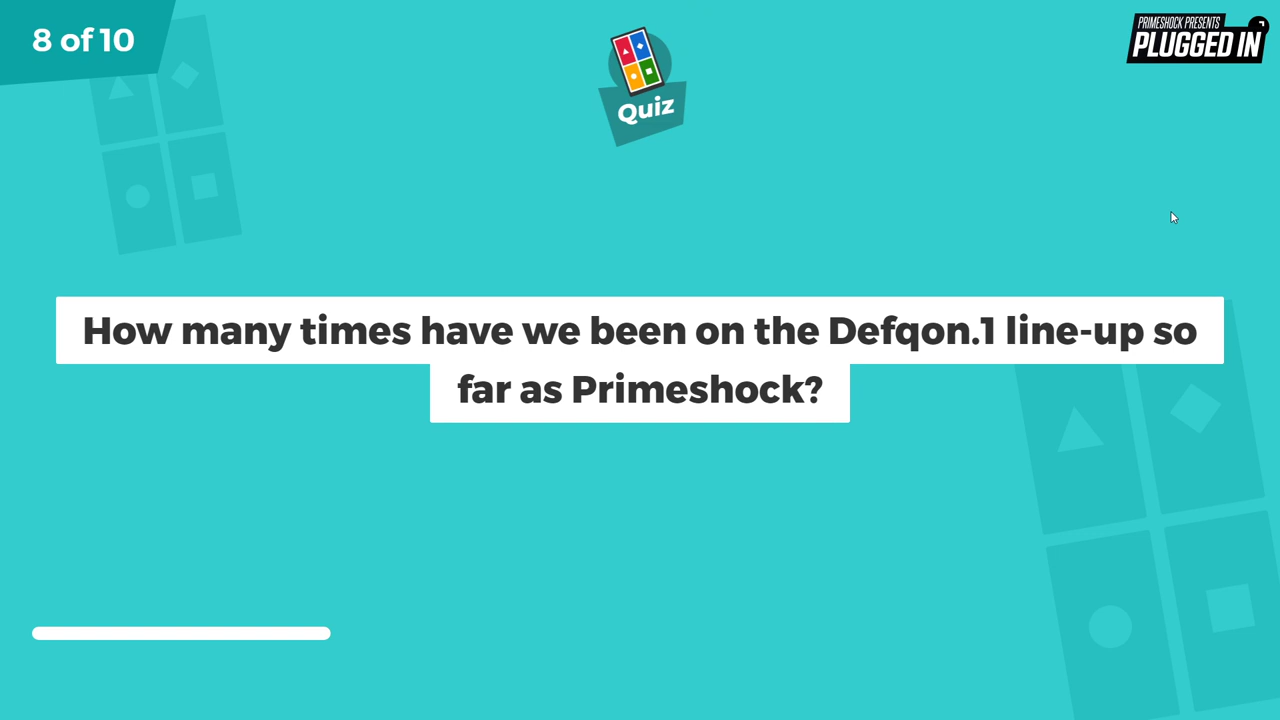 8 of 10
PRIMESHOCK PRESENTS
PLUGGED IN
Quiz
How many times have we been on the Defqon.1 line-up so
far as Primeshock?